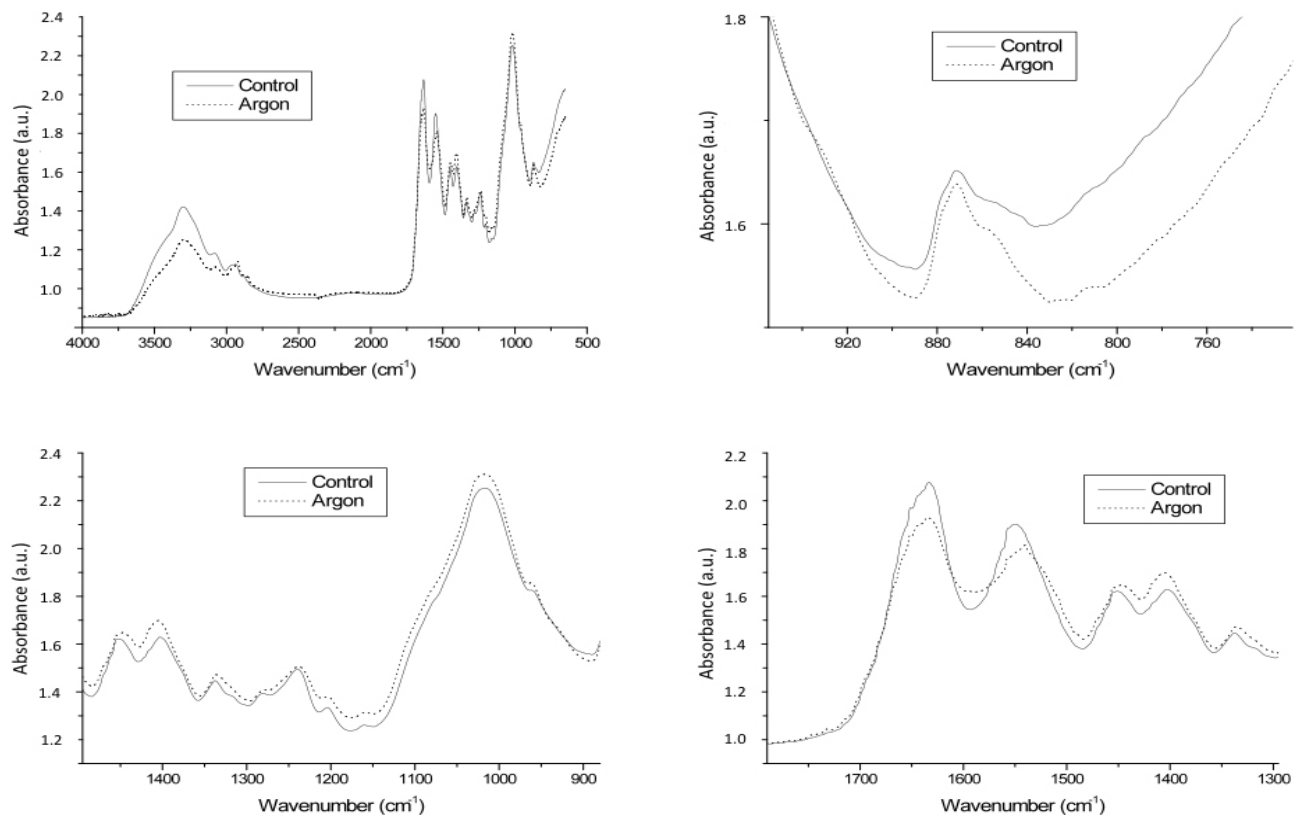 2.4
2.2
2.0
1.8
1.6
1.4
1.2
1.0
Absorbance (a.u.)
Control
Argon
4000 3500 3000 2500 2000 1500 1000 500
Wavenumber (cm-1)
1.8
1.6
Absorbance (a.u.)
Control
Argon
920 880 840 800 760
Wavenumber (cm-1)
2.4
2.2
2.0
1.8
1.6
1.4
1.2
Absorbance (a.u.)
Control
Argon
1400 1300 1200 1100 1000 900
Wavenumber (cm-1)
2.2
2.0
1.8
1.6
1.4
1.2
1.0
Absorbance (a.u.)
Control
Argon
1700 1600 1500 1400 1300
Wavenumber (cm-1)